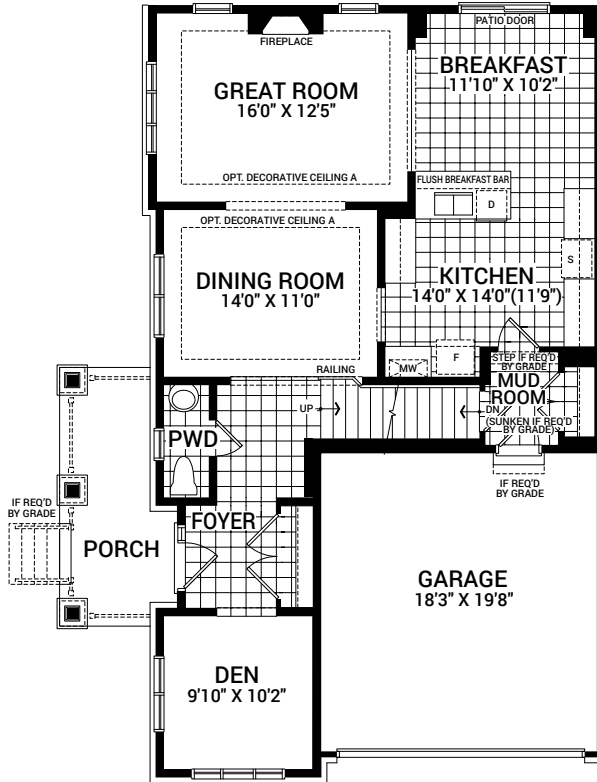 PATIO DOOR
FIREPLACE
BREAKFAST
11'10" X 10'2"
GREAT ROOM
16'0" X 12'5"
OPT. DECORATIVE CEILING A
FLUSH BREAKFAST BAR
D
OPT. DECORATIVE CEILING A
S
DINING ROOM
14'0" X 11'0"
KITCHEN
14'0" X 14'0"(11'9")
RAILING
MW
F
STEP IF REQ'D
BY GRADE
MUD
ROOM
UP
DN
(SUNKEN IF REQ'D
BY GRADE)
PWD
IF REQ'D
BY GRADE
IF REQ'D
BY GRADE
FOYER
PORCH
GARAGE
18'3" X 19'8"
DEN
9'10" X 10'2"